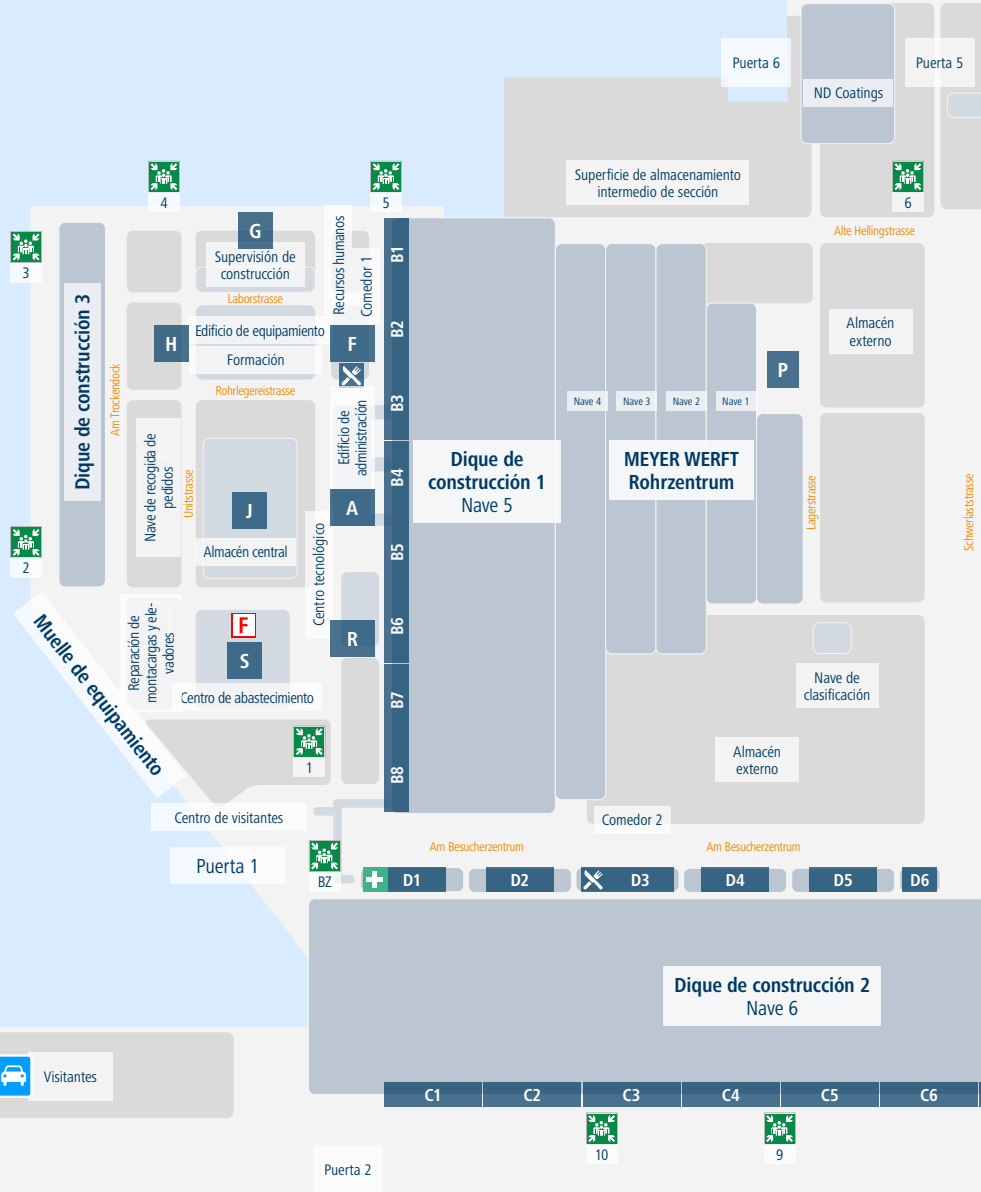 Puerta 6
Puerta 5
ND Coatings
Superficie de almacenamiento
intermedio de sección
4
5
6
3
G
Supervisión de
construcción
Recursos humanos
Comedor 1
B1
Alte Hellingstrasse
Laborstrasse
Dique de construcción 3
H
Edificio de equipamiento
Formación
F
B2
Almacén
externo
P
Am Trockendock
Rohrlegereistrasse
Nave 4
Nave 3
Nave 2
Nave 1
B3
Nave de recogida de
pedidos
Unitstrasse
Edificio de
administración
Dique de
construcción 1
Nave 5
MEYER WERFT
Rohrzentrum
B4
J
Almacén central
A
Lagerstrasse
Schwerlaststrasse
2
Centro tecnológico
B5
Muelle de equipamiento
Reparación de
montacargas y ele-
vadores
F
S
Centro de abastecimiento
R
B6
Nave de
clasificación
B7
1
Almacén
externo
B8
Centro de visitantes
Comedor 2
Am Besucherzentrum
Am Besucherzentrum
Puerta 1
BZ
D1
D2
D3
D4
D5
D6
Dique de construcción 2
Nave 6
Visitantes
C1
C2
C3
C4
C5
C6
10
9
Puerta 2